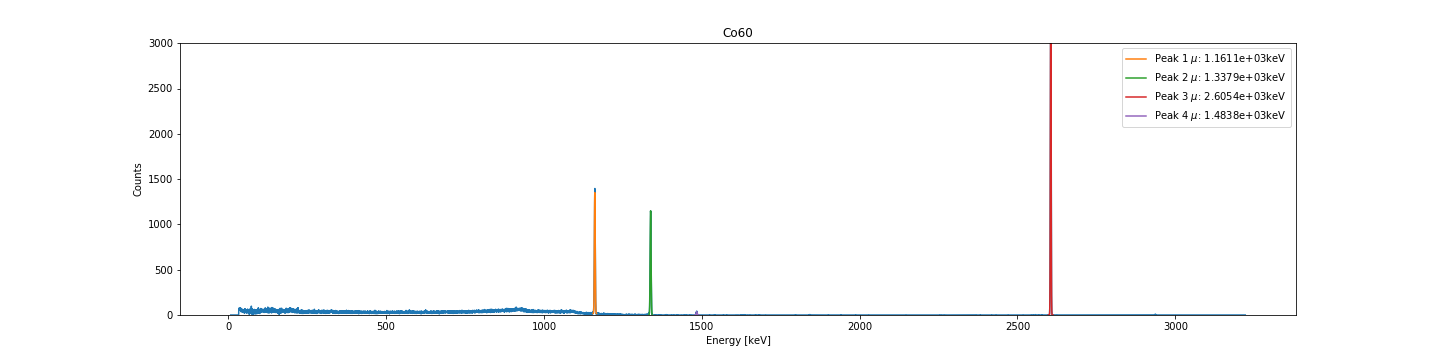 Co60
3000
2500
2000
1500
1000
500
0
Counts
Peak 1 μ: 1.1611e+03keV
Peak 2 μ: 1.3379e+03keV
Peak 3 μ: 2.6054e+03keV
Peak 4 μ: 1.4838e+03keV
0 500 1000 1500 2000 2500 3000
Energy [keV]